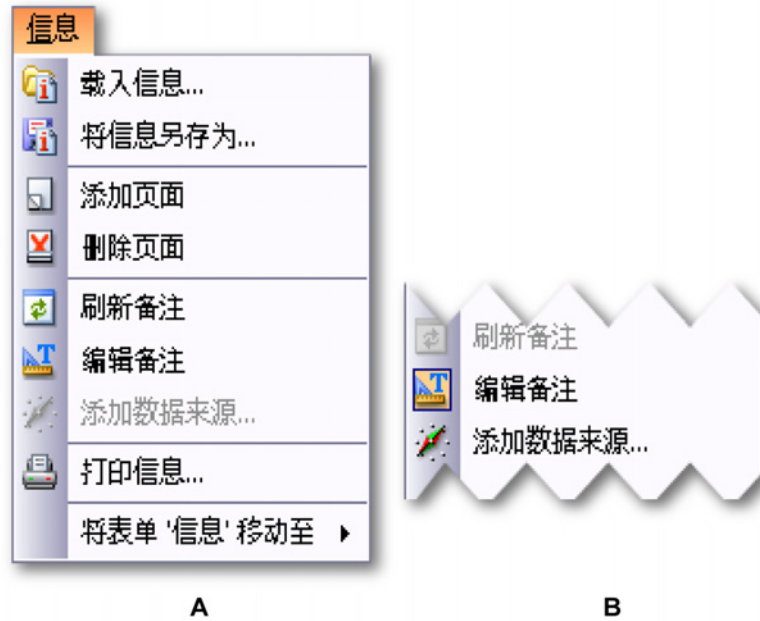 信息
载入信息...
将信息另存为...
添加页面
删除页面
刷新备注
编辑备注
添加数据来源...
打印信息...
将表单 '信息' 移动至
A
刷新备注
编辑备注
添加数据来源...
B